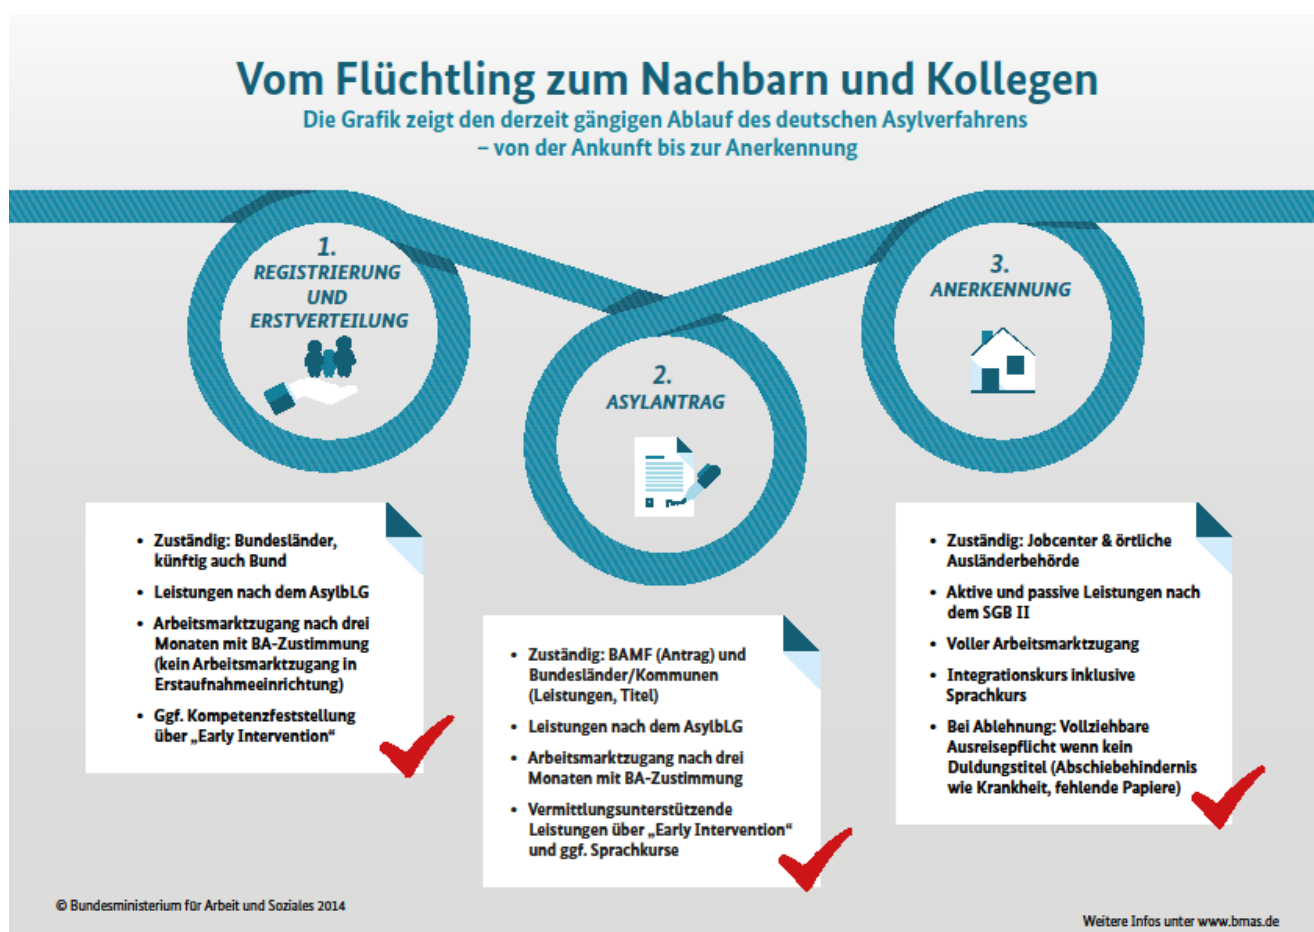 Vom Flüchtling zum Nachbarn und Kollegen
Die Grafik zeigt den derzeit gängigen Ablauf des deutschen Asylverfahrens
– von der Ankunft bis zur Anerkennung
1.
REGISTRIERUNG
UND
ERSTVERTEILUNG
2.
ASYLANTRAG
3.
ANERKENNUNG
• Zuständig: Bundesländer,
künftig auch Bund
• Leistungen nach dem AsylbLG
• Arbeitsmarktzugang nach drei
Monaten mit BA-Zustimmung
(kein Arbeitsmarktzugang in
Erstaufnahmeeinrichtung)
• Ggf. Kompetenzfeststellung
über „Early Intervention“
• Zuständig: BAMF (Antrag) und
Bundesländer/Kommunen
(Leistungen, Titel)
• Leistungen nach dem AsylbLG
• Arbeitsmarktzugang nach drei
Monaten mit BA-Zustimmung
• Vermittlungsunterstützende
Leistungen über „Early Intervention“
und ggf. Sprachkurse
• Zuständig: Jobcenter & örtliche
Ausländerbehörde
• Aktive und passive Leistungen nach
dem SGB II
• Voller Arbeitsmarktzugang
• Integrationskurs inklusive
Sprachkurs
• Bei Ablehnung: Vollziehbare
Ausreisepflicht wenn kein
Duldungstitel (Abschiebehindernis
wie Krankheit, fehlende Papiere)
© Bundesministerium für Arbeit und Soziales 2014
Weitere Infos unter www.bmas.de